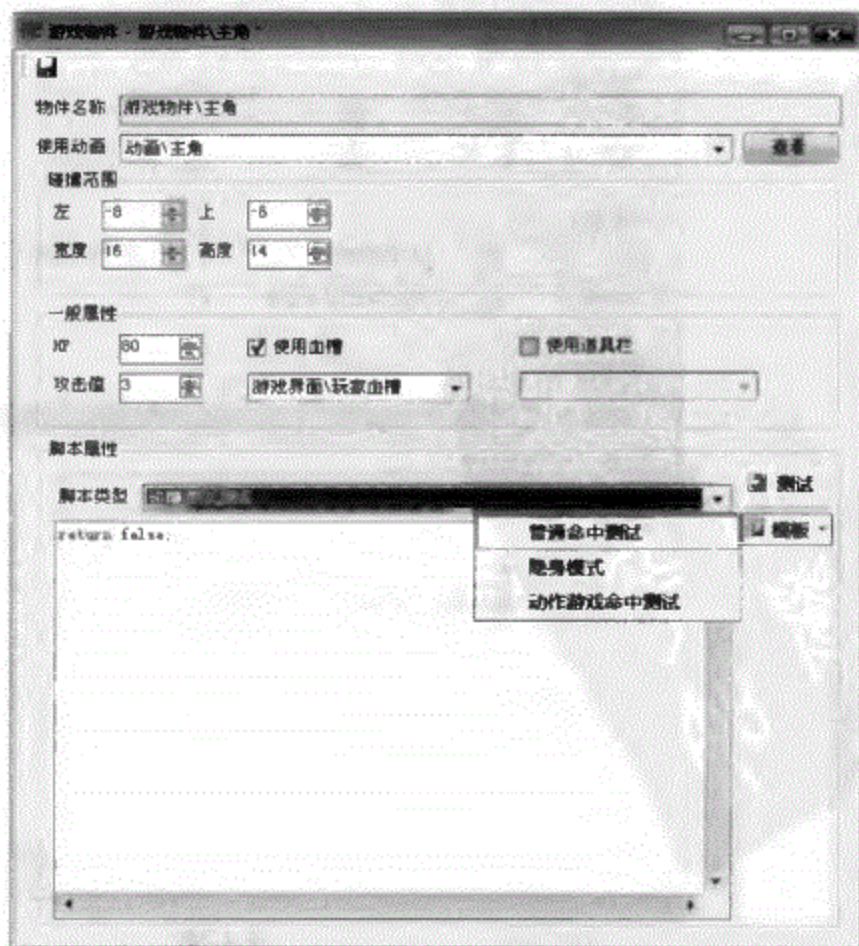 游戏物件 - 游戏物件\主角 *
物件名称 游戏物件\主角
使用动画 动画\主角 查看
碰撞范围
左 -8 上 -5
宽度 16 高度 14
一般属性
HP 80 使用血槽 使用道具栏
攻击值 3 游戏界面\玩家血槽
脚本属性
脚本类型 测试
return false; 普通命中测试 模板
隐身模式
动作游戏命中测试